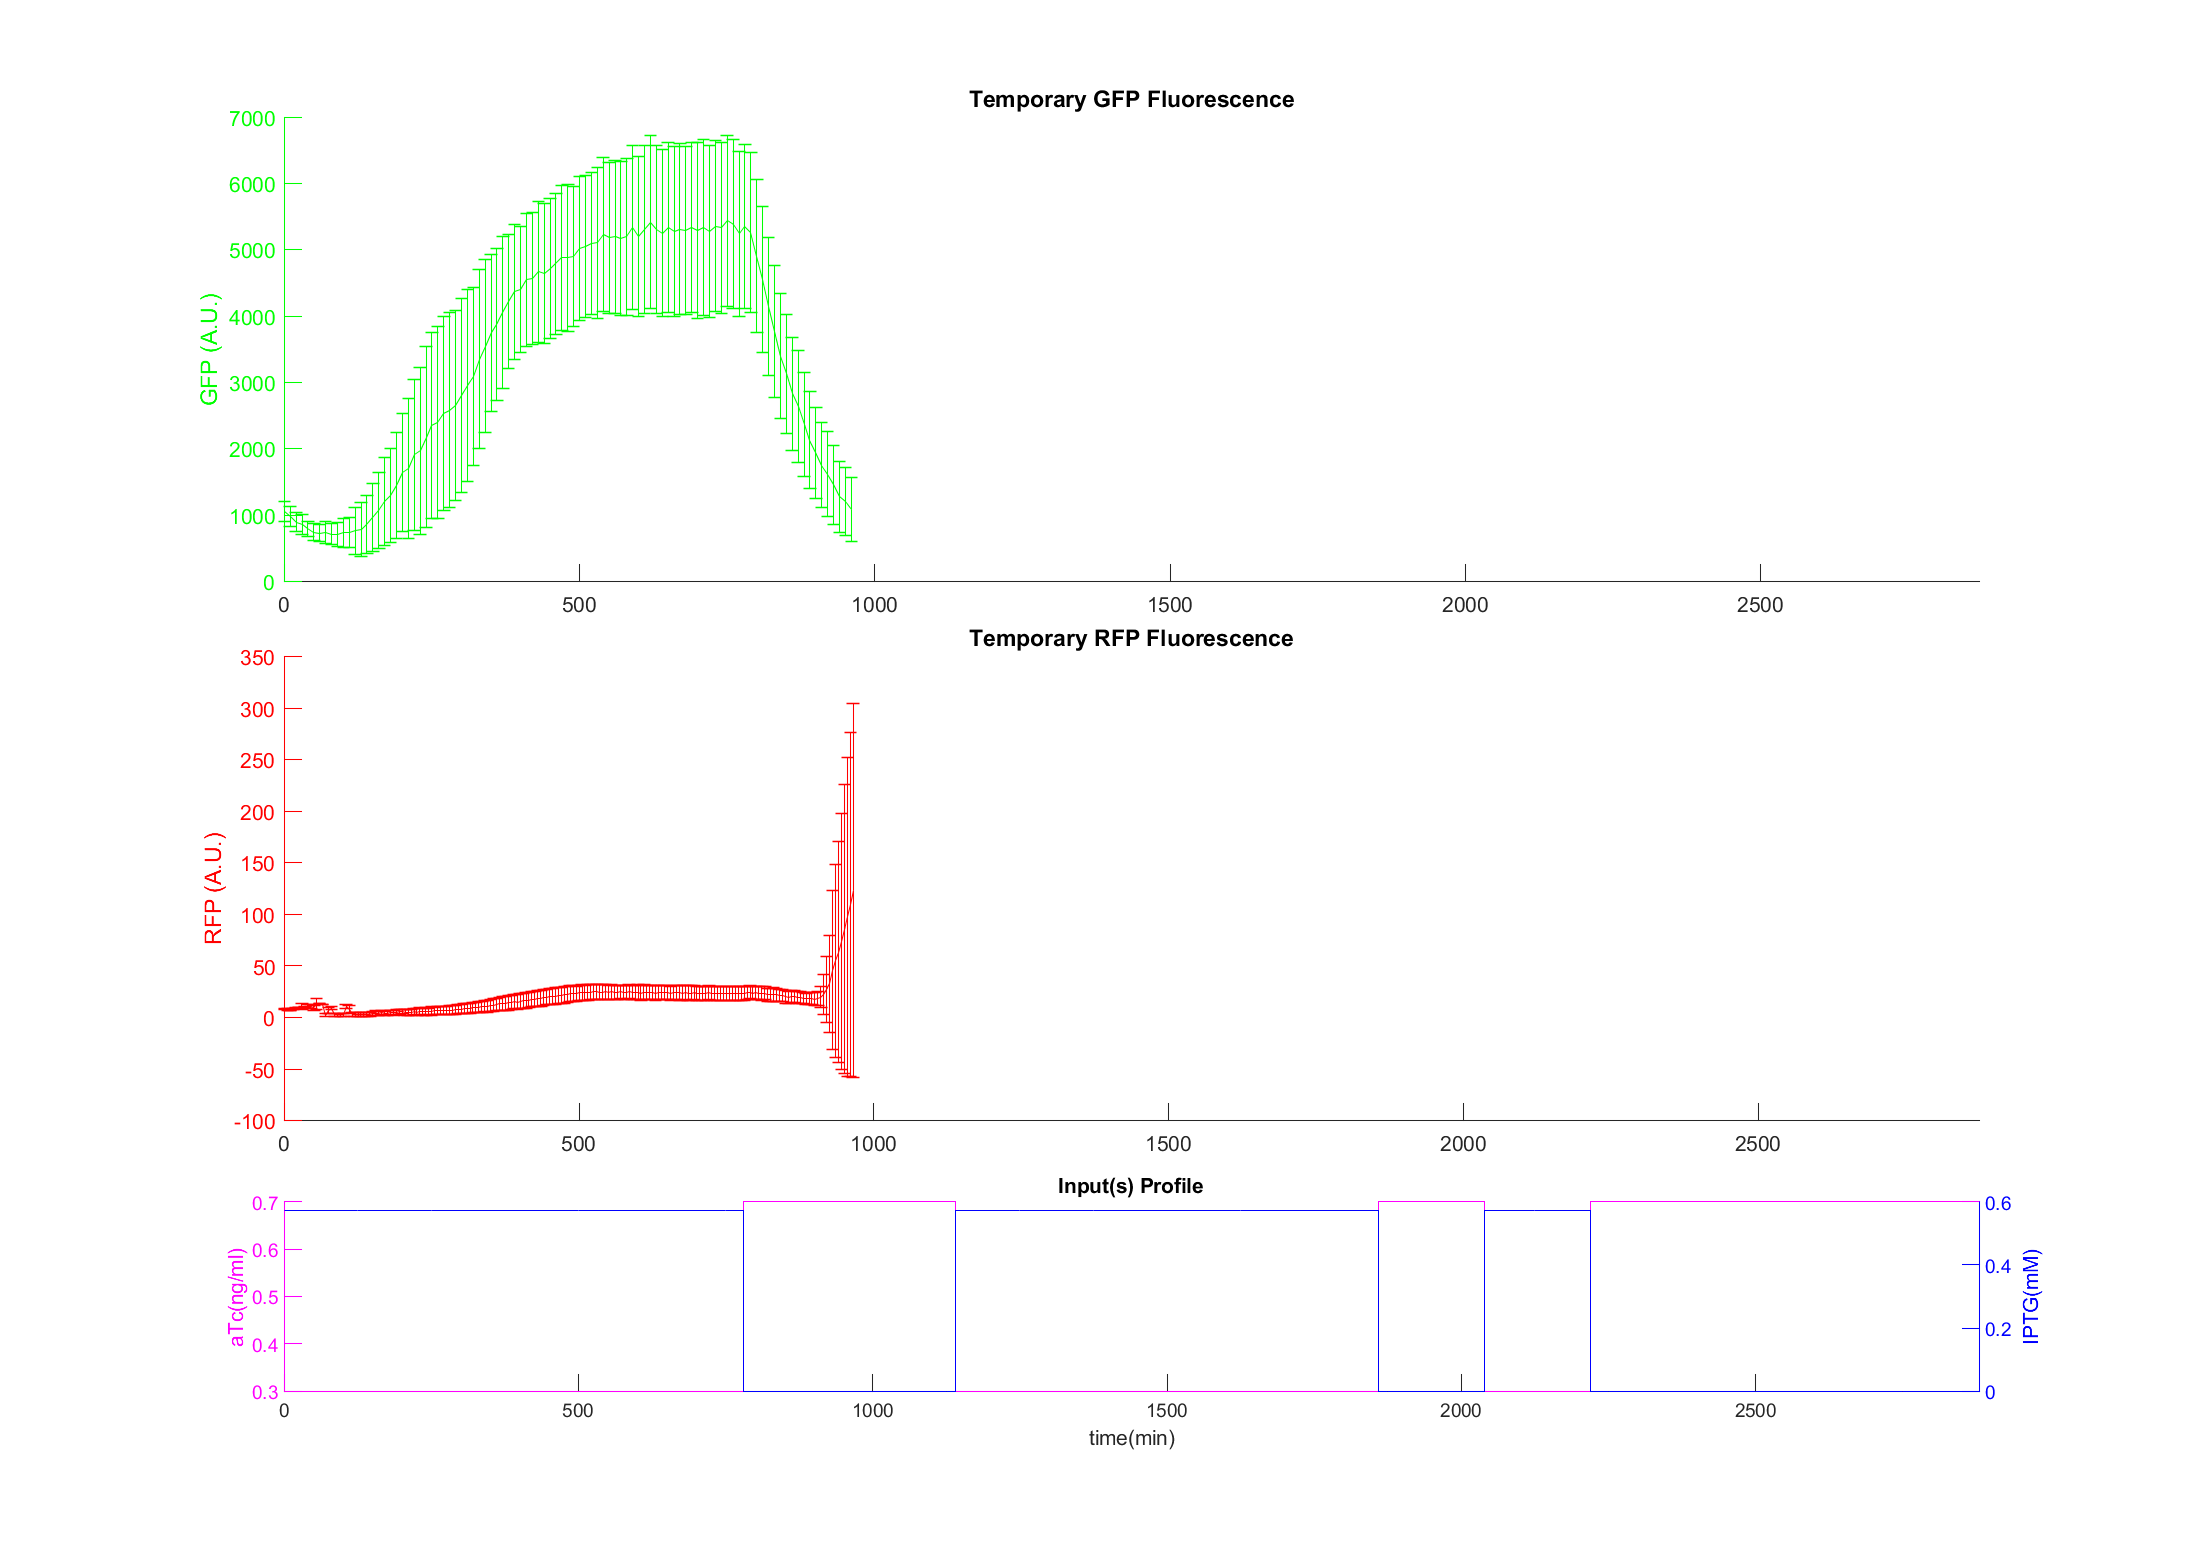 Temporary GFP Fluorescence
7000
6000
5000
4000
3000
2000
1000
0
GFP (A.U.)
0 500 1000 1500 2000 2500
Temporary RFP Fluorescence
350
300
250
200
150
100
50
0
-50
-100
RFP (A.U.)
0 500 1000 1500 2000 2500
Input(s) Profile
0.7
0.6
0.5
0.4
0.3
aTc(ng/ml)
0.6
0.4
0.2
0
IPTG(mM)
0 500 1000 1500 2000 2500
time(min)